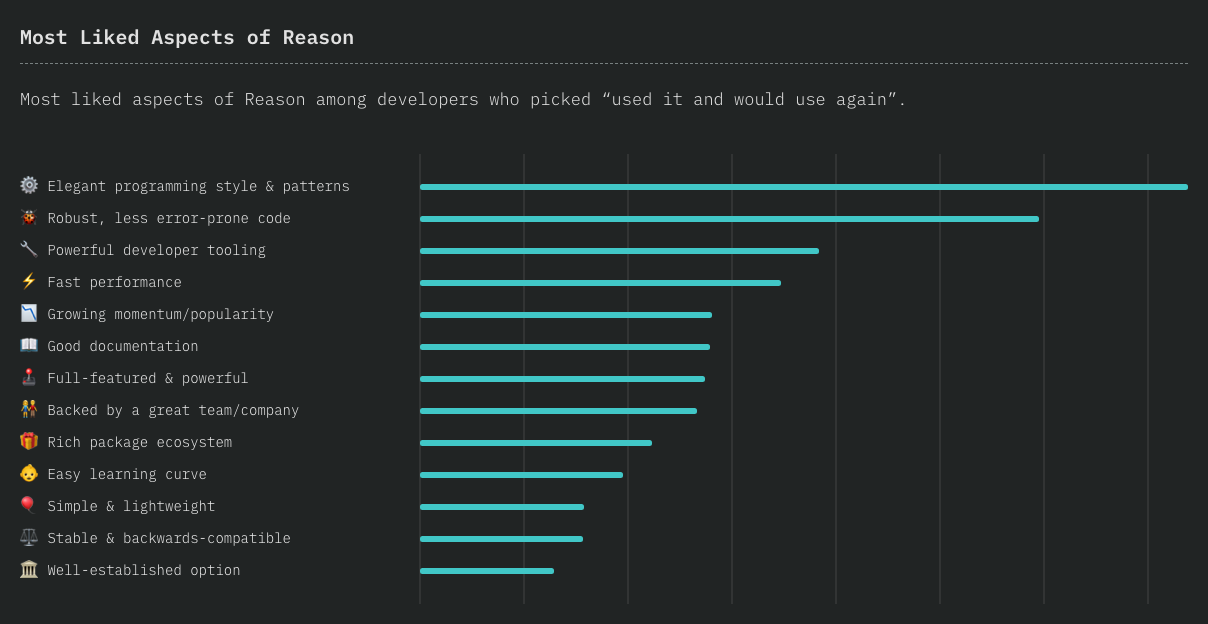 Most Liked Aspects of Reason
Most liked aspects of Reason among developers who picked “used it and would use again”.
Elegant programming style & patterns
Robust, less error-prone code
Powerful developer tooling
Fast performance
Growing momentum/popularity
Good documentation
Full-featured & powerful
Backed by a great team/company
Rich package ecosystem
Easy learning curve
Simple & lightweight
Stable & backwards-compatible
Well-established option